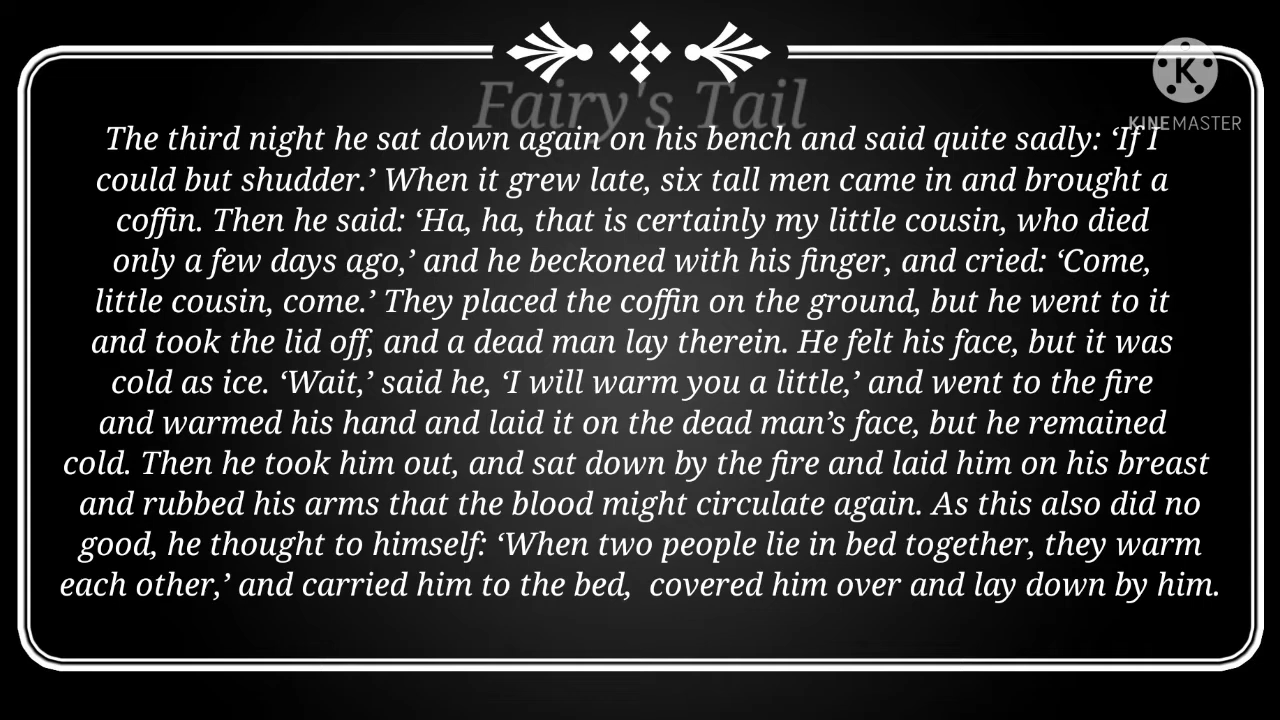 Fairy's Tail
K
KINEMASTER
The third night he sat down again on his bench and said quite sadly: ‘If I
could but shudder.’ When it grew late, six tall men came in and brought a
coffin. Then he said: ‘Ha, ha, that is certainly my little cousin, who died
only a few days ago,’ and he beckoned with his finger, and cried: ‘Come,
little cousin, come.’ They placed the coffin on the ground, but he went to it
and took the lid off, and a dead man lay therein. He felt his face, but it was
cold as ice. ‘Wait,’ said he, ‘I will warm you a little,’ and went to the fire
and warmed his hand and laid it on the dead man’s face, but he remained
cold. Then he took him out, and sat down by the fire and laid him on his breast
and rubbed his arms that the blood might circulate again. As this also did no
good, he thought to himself: ‘When two people lie in bed together, they warm
each other,’ and carried him to the bed,  covered him over and lay down by him.